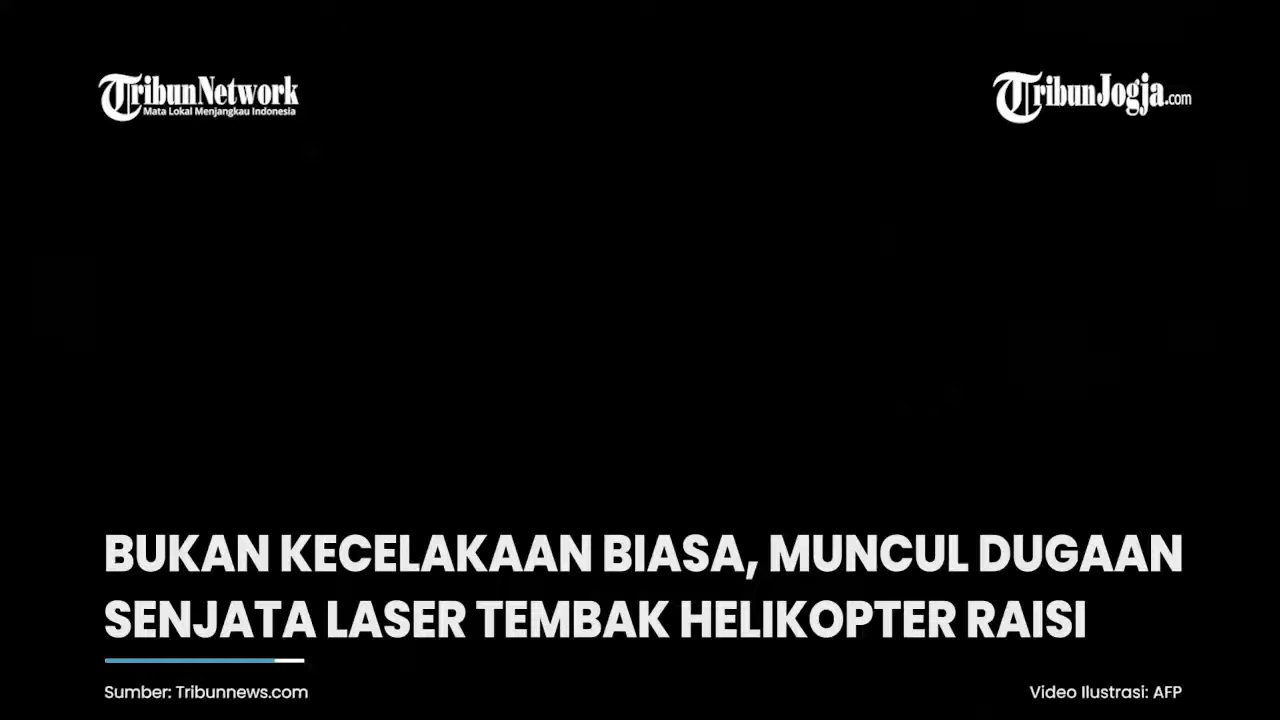 TribunNetwork
Mata Lokal Menjangkau Indonesia
TribunJogja.com
BUKAN KECELAKAAN BIASA, MUNCUL DUGAAN
SENJATA LASER TEMBAK HELIKOPTER RAISI
Sumber: Tribunnews.com
Video Ilustrasi: AFP